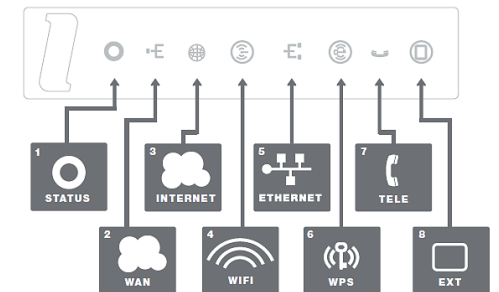 1
STATUS
2
WAN
3
INTERNET
4
WIFI
5
ETHERNET
6
WPS
7
TELE
8
EXT